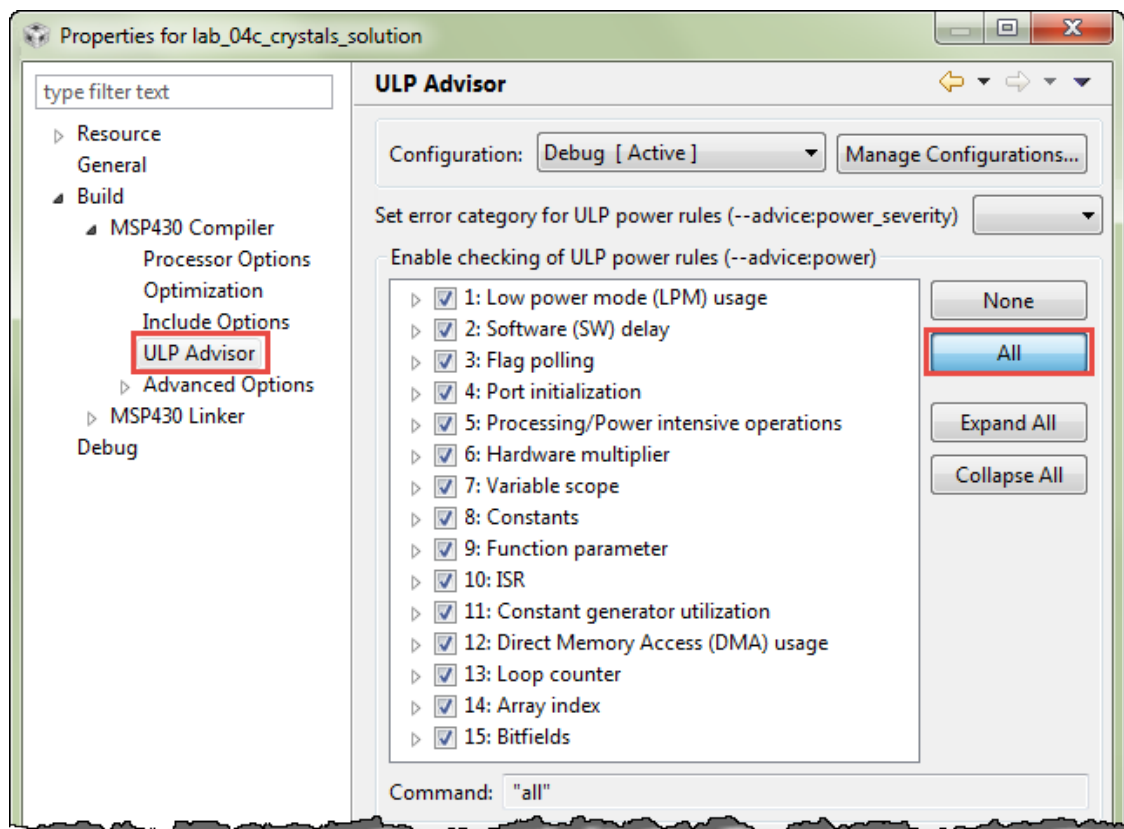 Properties for lab_04c_crystals_solution
X
type filter text
Resource
General
Build
MSP430 Compiler
Processor Options
Optimization
Include Options
ULP Advisor
Advanced Options
MSP430 Linker
Debug
ULP Advisor
Configuration: Debug [ Active ] Manage Configurations...
Set error category for ULP power rules (--advice:power_severity)
Enable checking of ULP power rules (--advice:power)
1: Low power mode (LPM) usage
2: Software (SW) delay
3: Flag polling
4: Port initialization
5: Processing/Power intensive operations
6: Hardware multiplier
7: Variable scope
8: Constants
9: Function parameter
10: ISR
11: Constant generator utilization
12: Direct Memory Access (DMA) usage
13: Loop counter
14: Array index
15: Bitfields
None
All
Expand All
Collapse All
Command: "all"